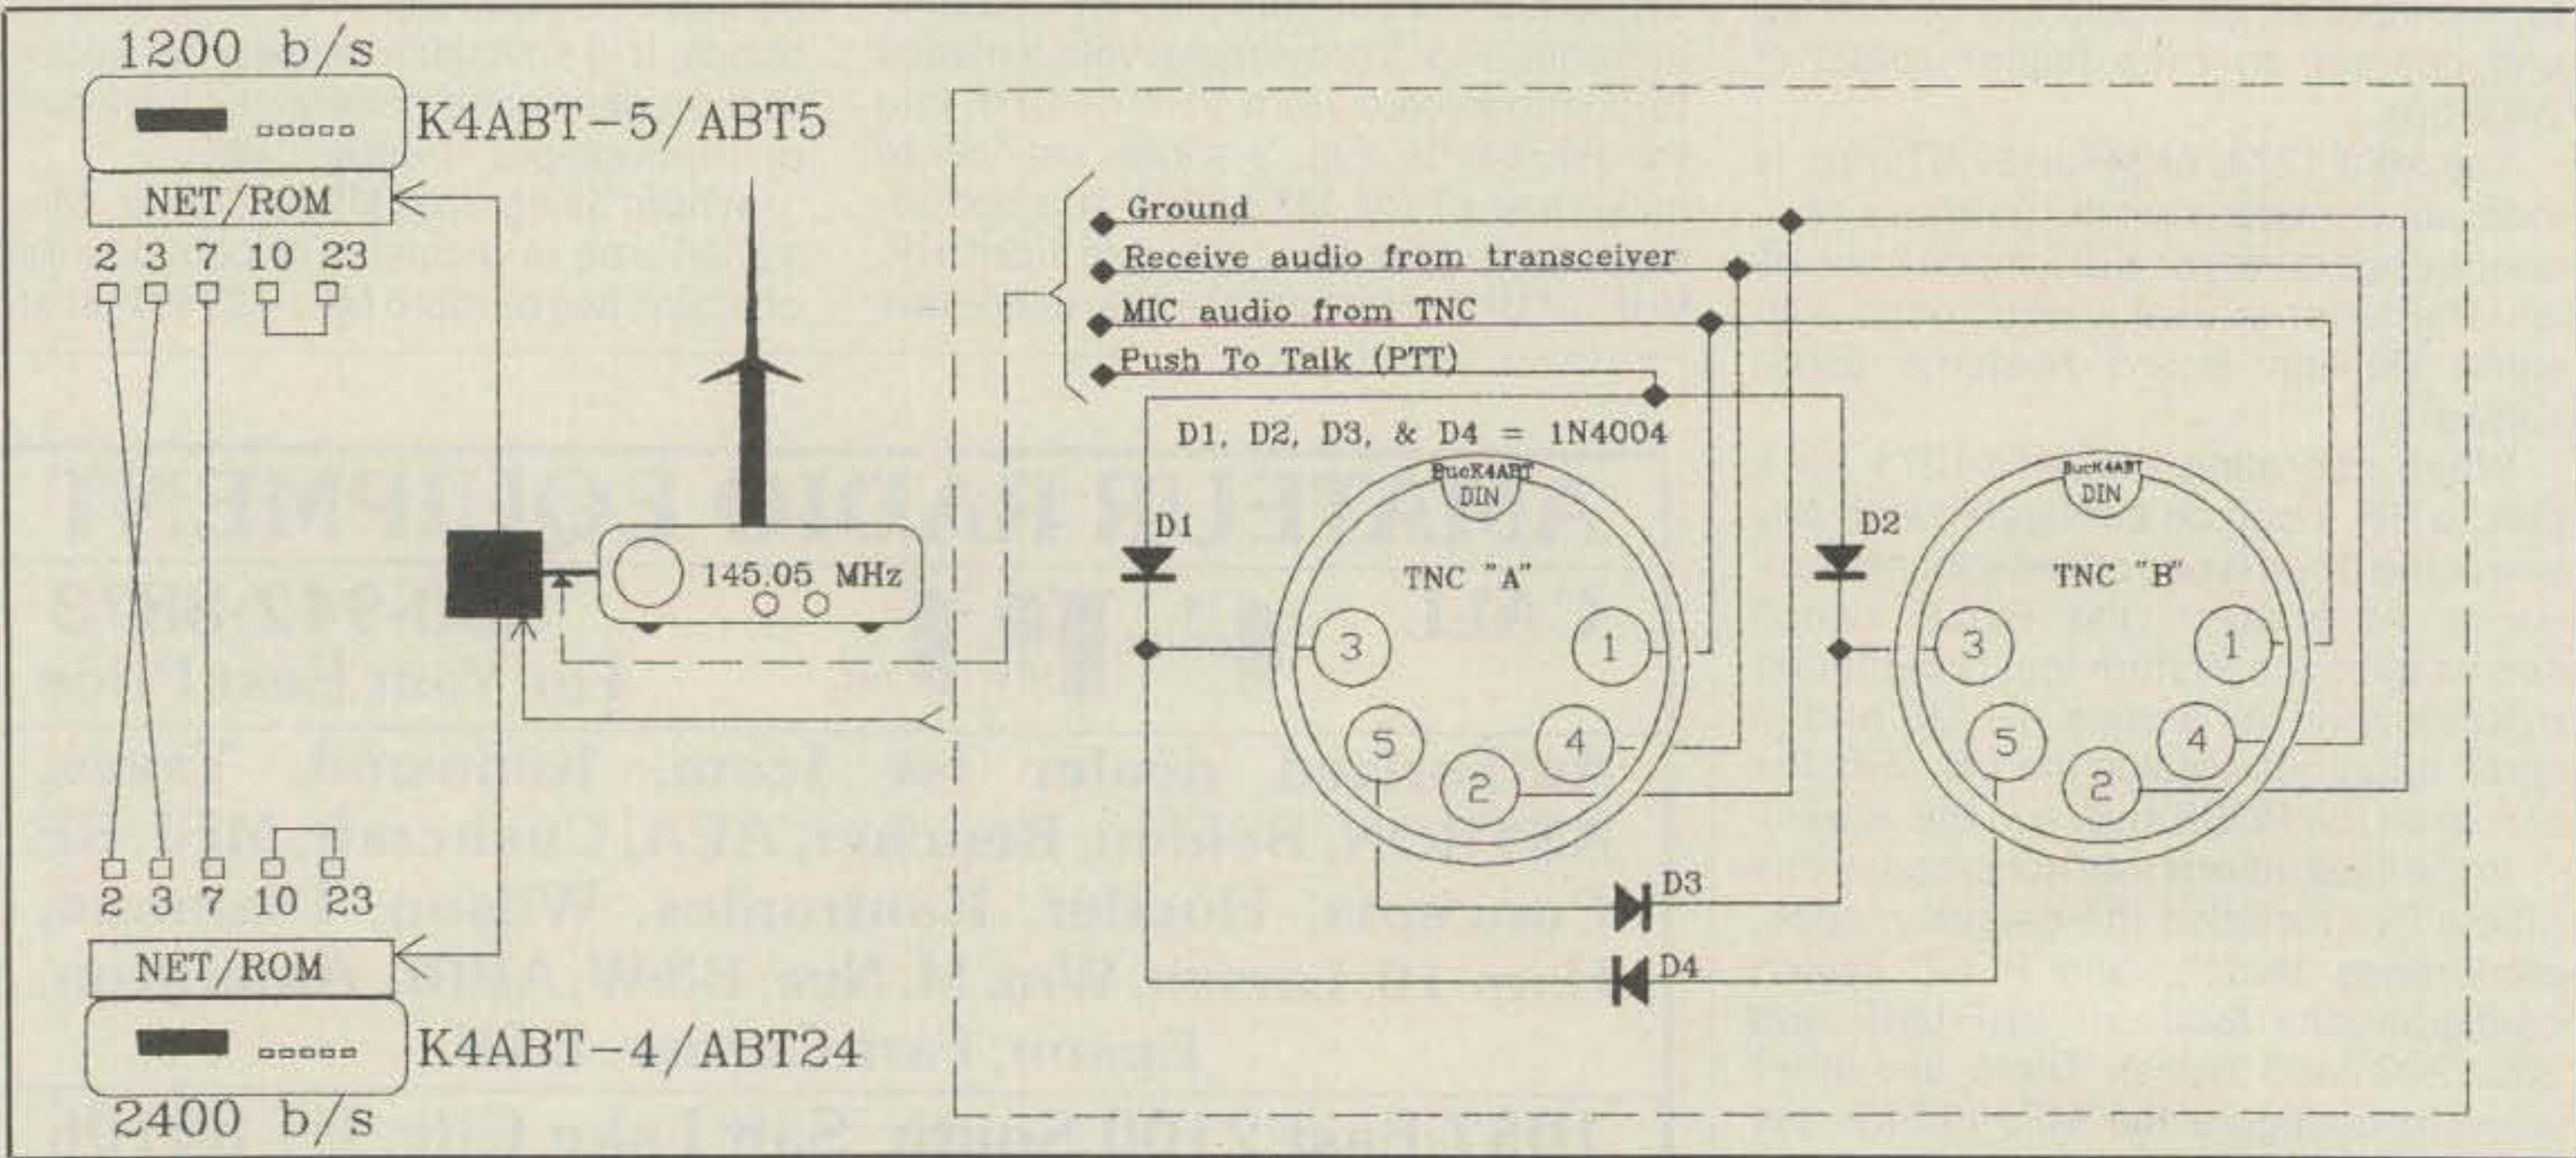 1200 b/s
K4ABT-5/ABT5
NET/ROM
2 3 7 10 23
145.05 MHz
2 3 7 10 23
NET/ROM
K4ABT-4/ABT24
2400 b/s
Ground
Receive audio from transceiver
MIC audio from TNC
Push To Talk (PTT)
D1, D2, D3, & D4 = 1N4004
D1
BucK4ABT
DIN
TNC "A"
3
1
5
4
2
D2
BucK4ABT
DIN
TNC "B"
3
1
5
4
2
D3
D4